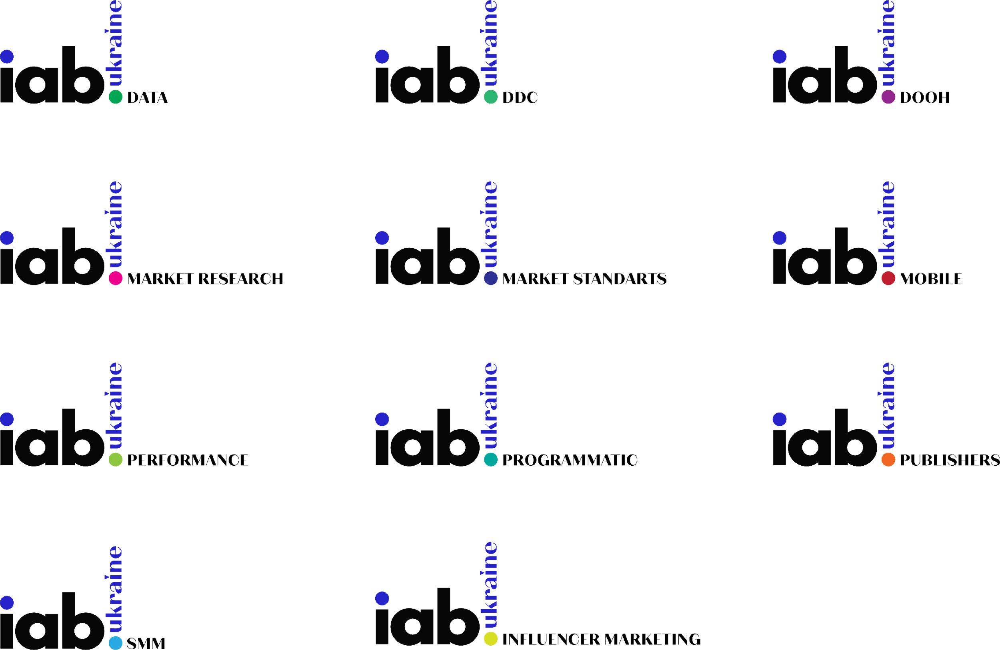 iab ukraine DATA
iab ukraine DDC
iab ukraine DOOH
iab ukraine MARKET RESEARCH
iab ukraine MARKET STANDARTS
iab ukraine MOBILE
iab ukraine PERFORMANCE
iab ukraine PROGRAMMATIC
iab ukraine PUBLISHERS
iab ukraine SMM
iab ukraine INFLUENCER MARKETING